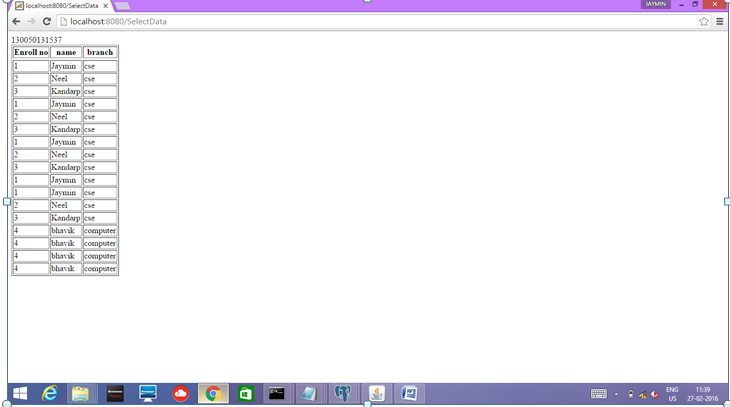 localhost:8080/SelectData
JAYMIN
localhost:8080/SelectData
130050131537
Enroll no name branch
1 Jaymin cse
2 Neel cse
3 Kandarp cse
1 Jaymin cse
2 Neel cse
3 Kandarp cse
1 Jaymin cse
2 Neel cse
3 Kandarp cse
1 Jaymin cse
1 Jaymin cse
2 Neel cse
3 Kandarp cse
4 bhavik computer
4 bhavik computer
4 bhavik computer
4 bhavik computer
ENG 11:39
US 27-02-2016